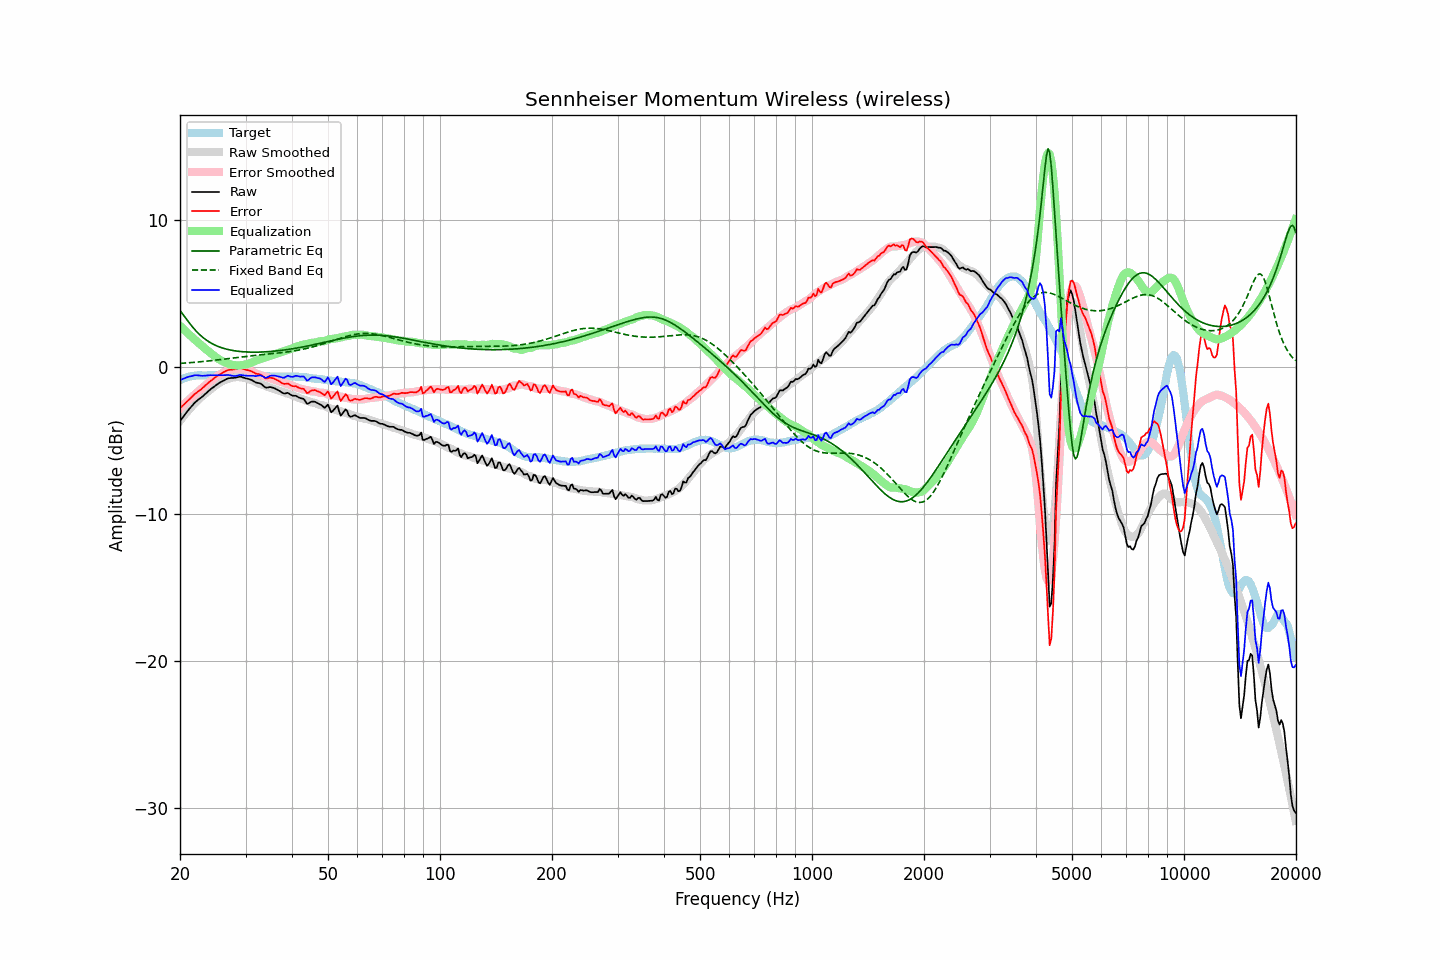 Sennheiser Momentum Wireless (wireless)
Target
Raw Smoothed
Error Smoothed
Raw
Error
Equalization
Parametric Eq
Fixed Band Eq
Equalized
10
0
−10
−20
−30
Amplitude (dBr)
20 50 100 200 500 1000 2000 5000 10000 20000
Frequency (Hz)